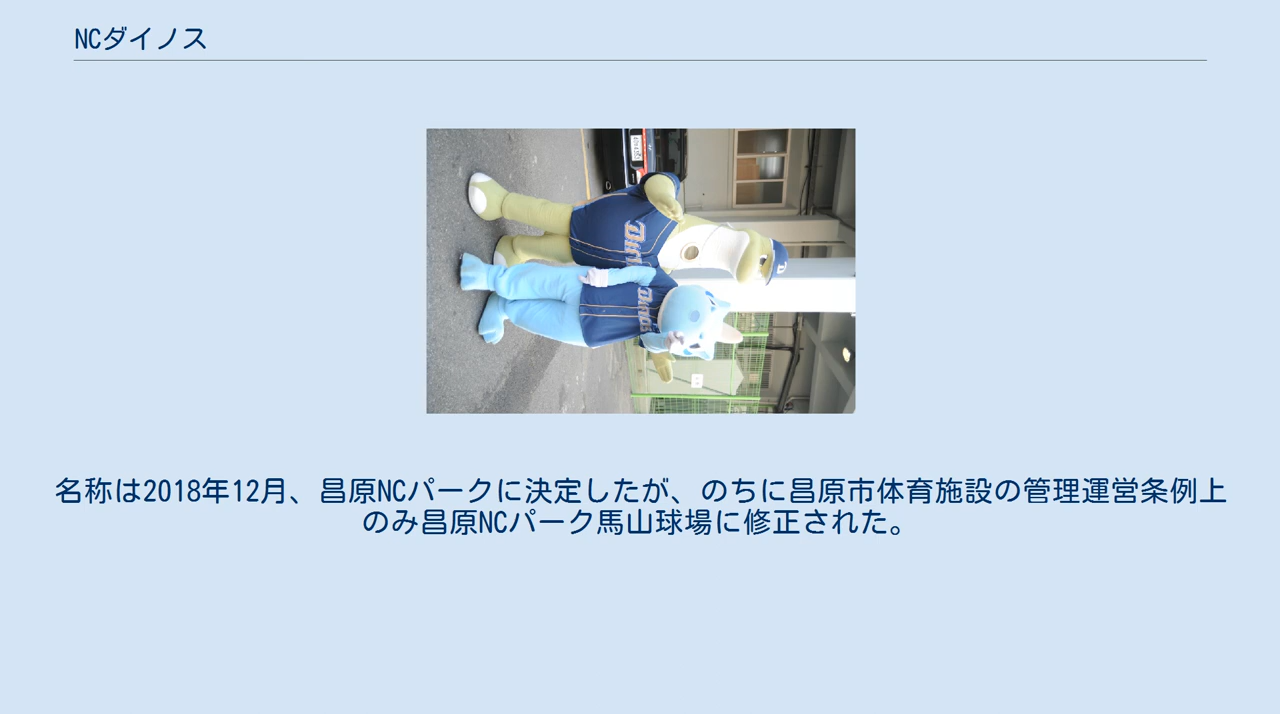 NCダイノス
名称は2018年12月、昌原NCパークに決定したが、のちに昌原市体育施設の管理運営条例上
のみ昌原NCパーク馬山球場に修正された。